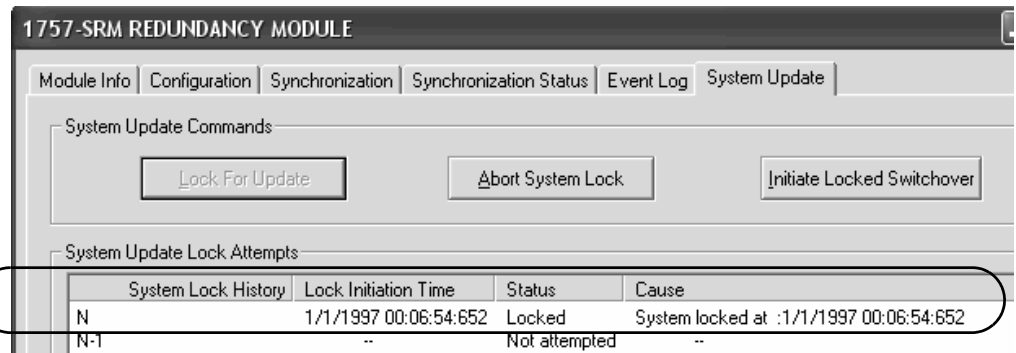 1757-SRM REDUNDANCY MODULE
Module Info Configuration Synchronization Synchronization Status Event Log System Update
System Update Commands
Lock For Update Abort System Lock Initiate Locked Switchover
System Update Lock Attempts
System Lock History Lock Initiation Time Status Cause
N 1/1/1997 00:06:54:652 Locked System locked at :1/1/1997 00:06:54:652
N-1 -- Not attempted --